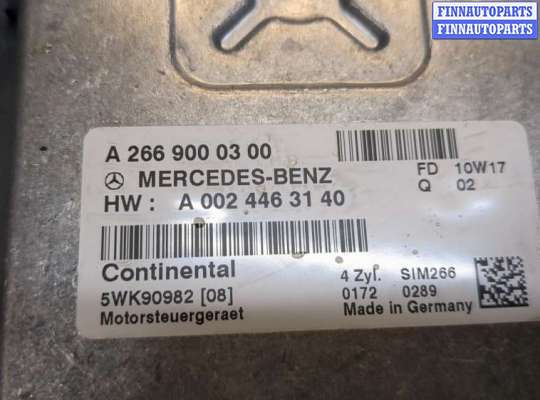 FINNAUTOPARTS
FINNAUTOPARTS
A 266 900 03 00
MERCEDES-BENZ
FD 10W17
Q 02
HW : A 002 446 31 40
Continental
5WK90982 [08]
Motorsteuergeraet
4 Zyl. SIM266
0172 0289
Made in Germany